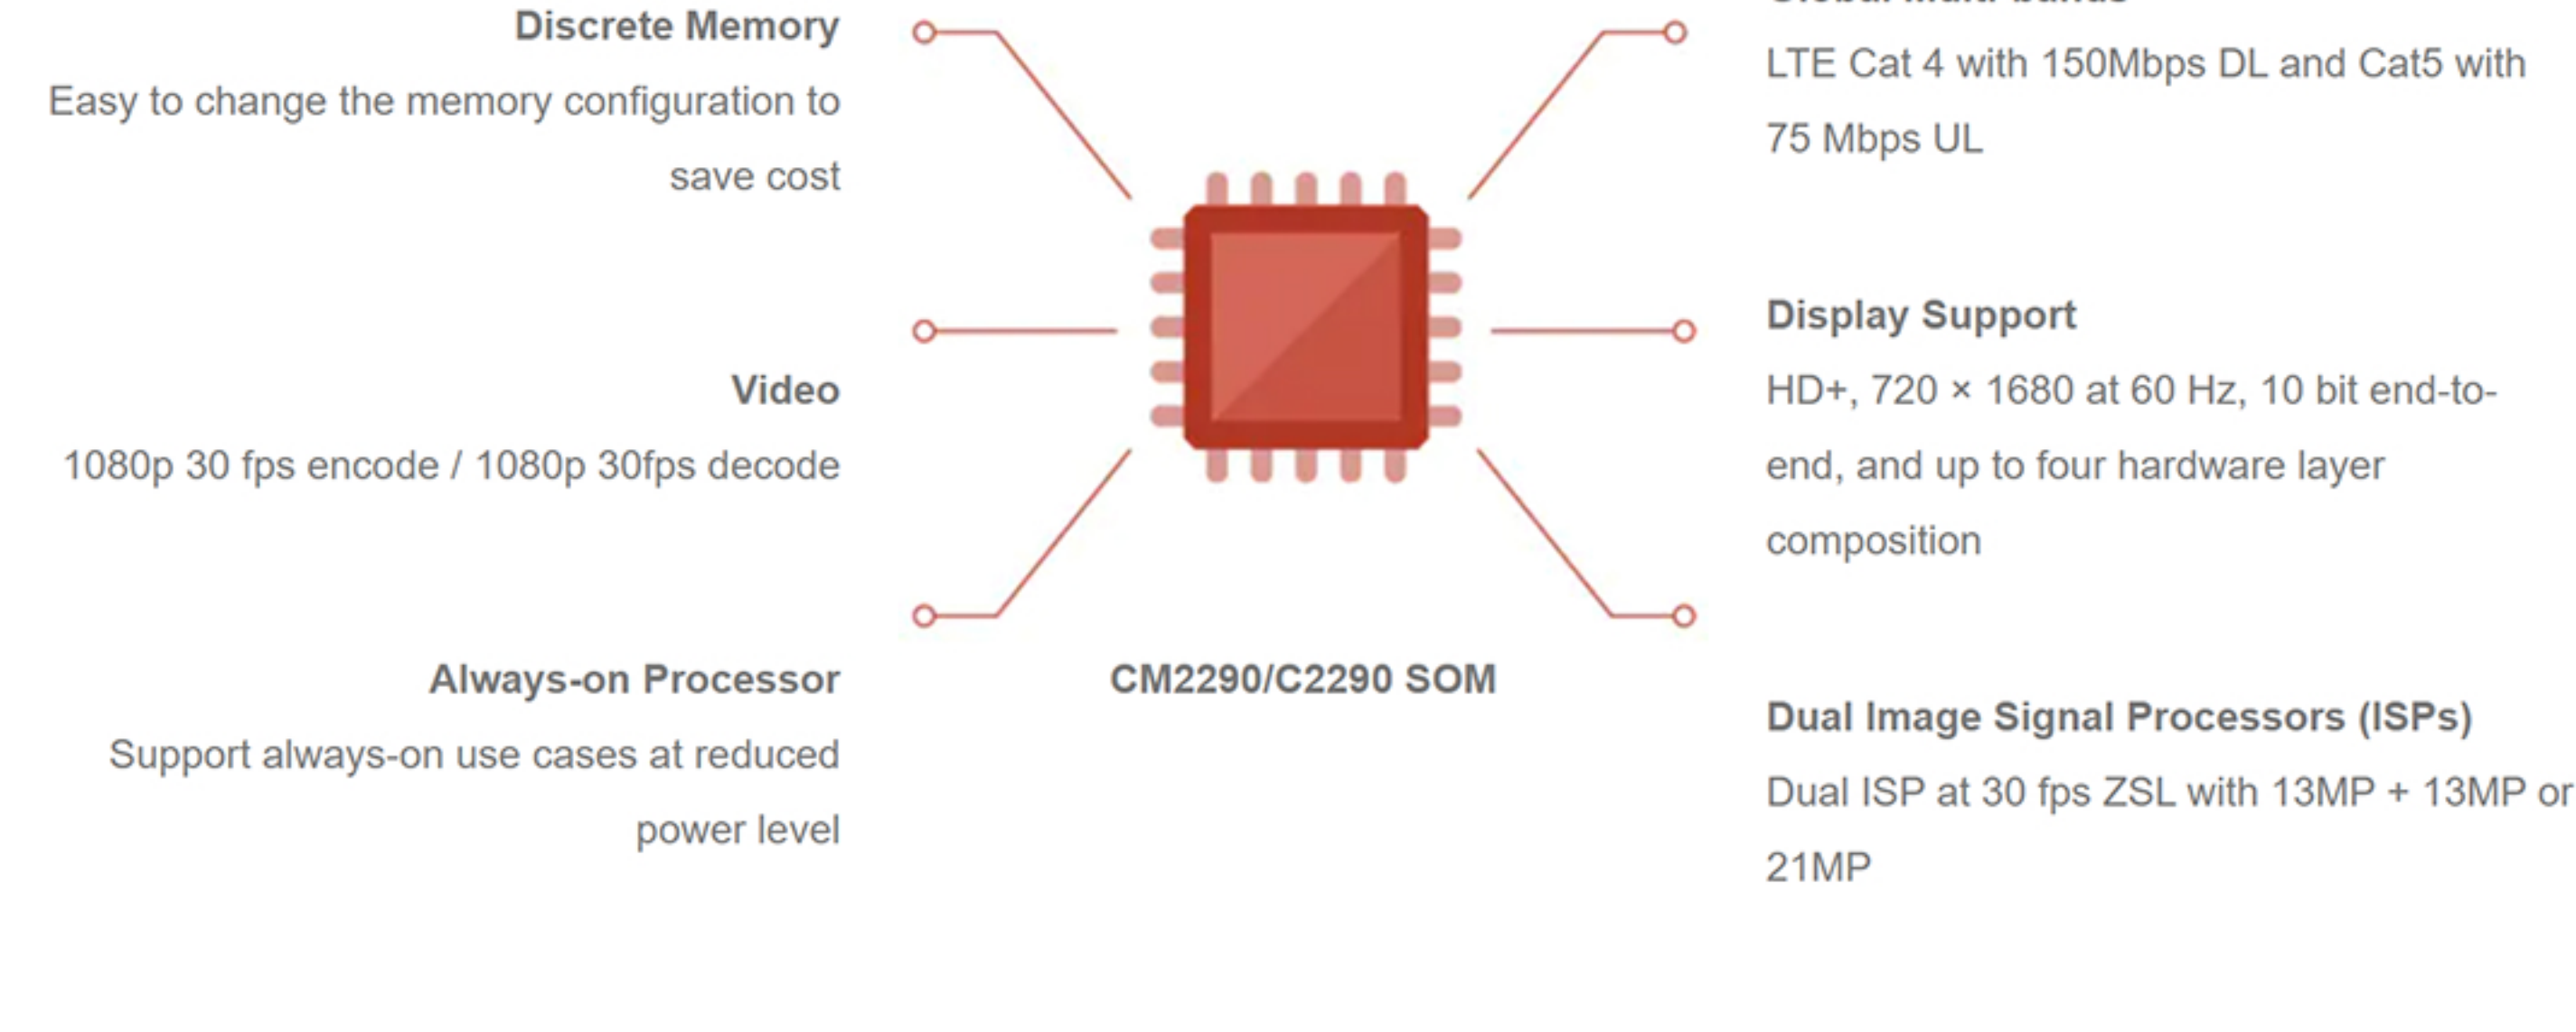 Discrete Memory
Easy to change the memory configuration to
save cost
Video
1080p 30 fps encode / 1080p 30fps decode
Always-on Processor
Support always-on use cases at reduced
power level
CM2290/C2290 SOM
LTE Cat 4 with 150Mbps DL and Cat5 with
75 Mbps UL
Display Support
HD+, 720 × 1680 at 60 Hz, 10 bit end-to-
end, and up to four hardware layer
composition
Dual Image Signal Processors (ISPs)
Dual ISP at 30 fps ZSL with 13MP + 13MP or
21MP